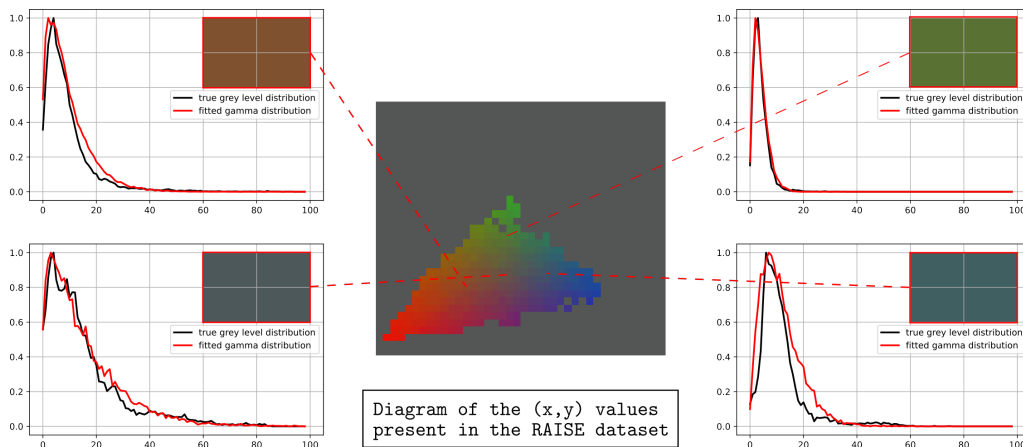 1.0
0.8
0.6
0.4
0.2
0.0
true grey level distribution
fitted gamma distribution
0 20 40 60 80 100
1.0
0.8
0.6
0.4
0.2
0.0
true grey level distribution
fitted gamma distribution
0 20 40 60 80 100
1.0
0.8
0.6
0.4
0.2
0.0
true grey level distribution
fitted gamma distribution
0 20 40 60 80 100
1.0
0.8
0.6
0.4
0.2
0.0
true grey level distribution
fitted gamma distribution
0 20 40 60 80 100
Diagram of the (x,y) values
present in the RAISE dataset